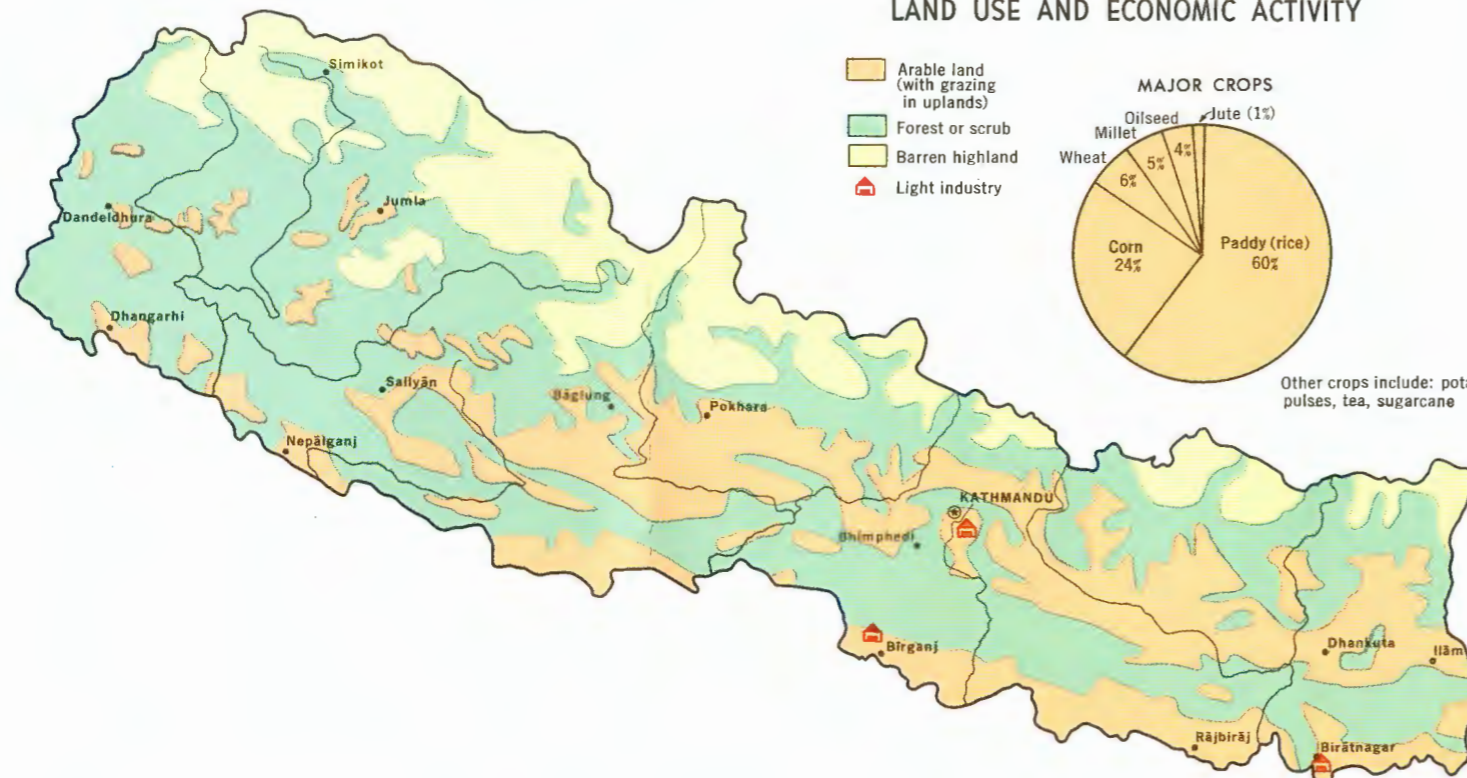 LAND USE AND ECONOMIC ACTIVITY
Arable land
(with grazing
in uplands)
Forest or scrub
Barren highland
Light industry
MAJOR CROPS
Jute (1%)
Oilseed
4%
Millet
5%
Wheat
6%
Corn
24%
Paddy (rice)
60%
Other crops include:
pulses, tea, sugarcane
Simikot
Jumla
Dandeldhura
Dhangarhi
Sallyān
Bāglung
Pokhara
Nepālganj
KATHMANDU
Bhimphedi
Bīrganj
Dhankuta
Ilām
Rājbirāj
Birātnagar